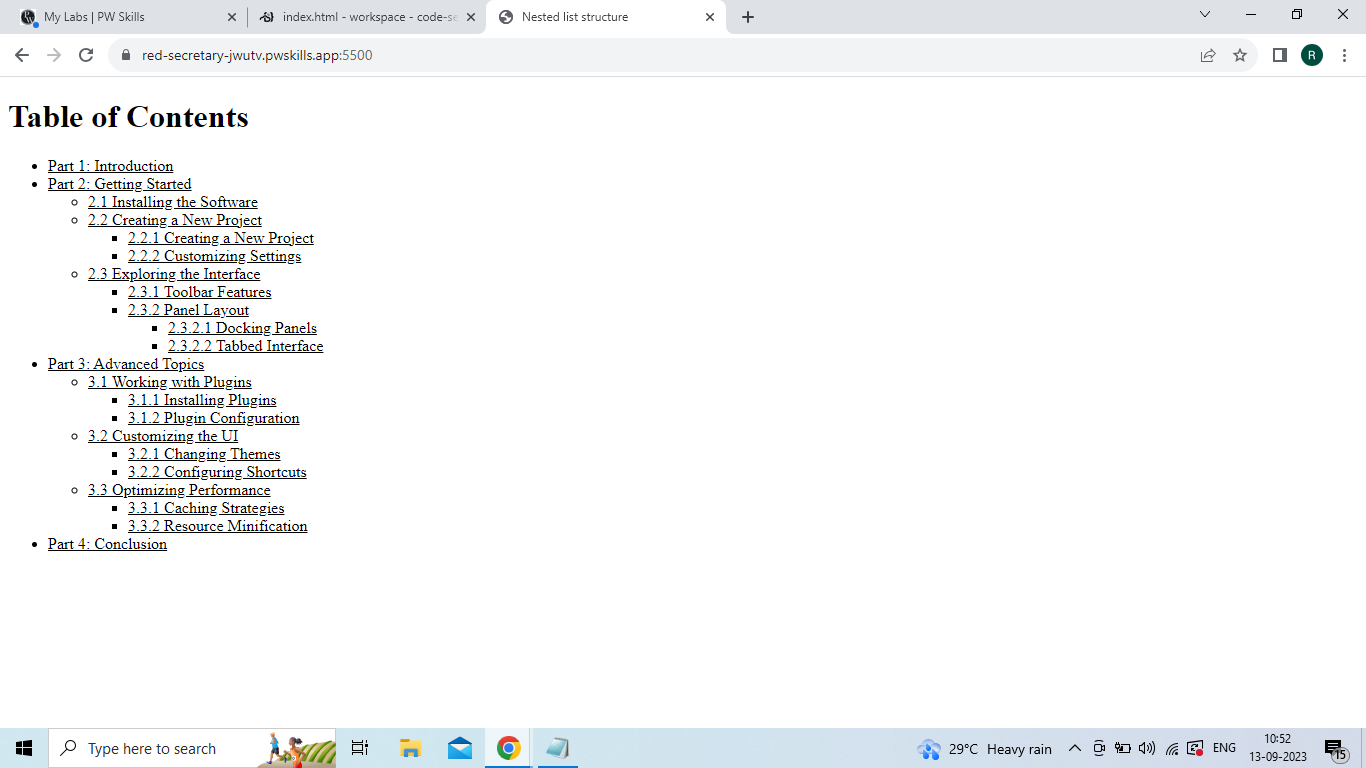 My Labs | PW Skills
index.html - workspace - code-se
Nested list structure
red-secretary-jwutv.pwskills.app:5500
R
Table of Contents
Part 1: Introduction
Part 2: Getting Started
2.1 Installing the Software
2.2 Creating a New Project
2.2.1 Creating a New Project
2.2.2 Customizing Settings
2.3 Exploring the Interface
2.3.1 Toolbar Features
2.3.2 Panel Layout
2.3.2.1 Docking Panels
2.3.2.2 Tabbed Interface
Part 3: Advanced Topics
3.1 Working with Plugins
3.1.1 Installing Plugins
3.1.2 Plugin Configuration
3.2 Customizing the UI
3.2.1 Changing Themes
3.2.2 Configuring Shortcuts
3.3 Optimizing Performance
3.3.1 Caching Strategies
3.3.2 Resource Minification
Part 4: Conclusion
Type here to search
29°C Heavy rain
ENG
10:52
13-09-2023
15